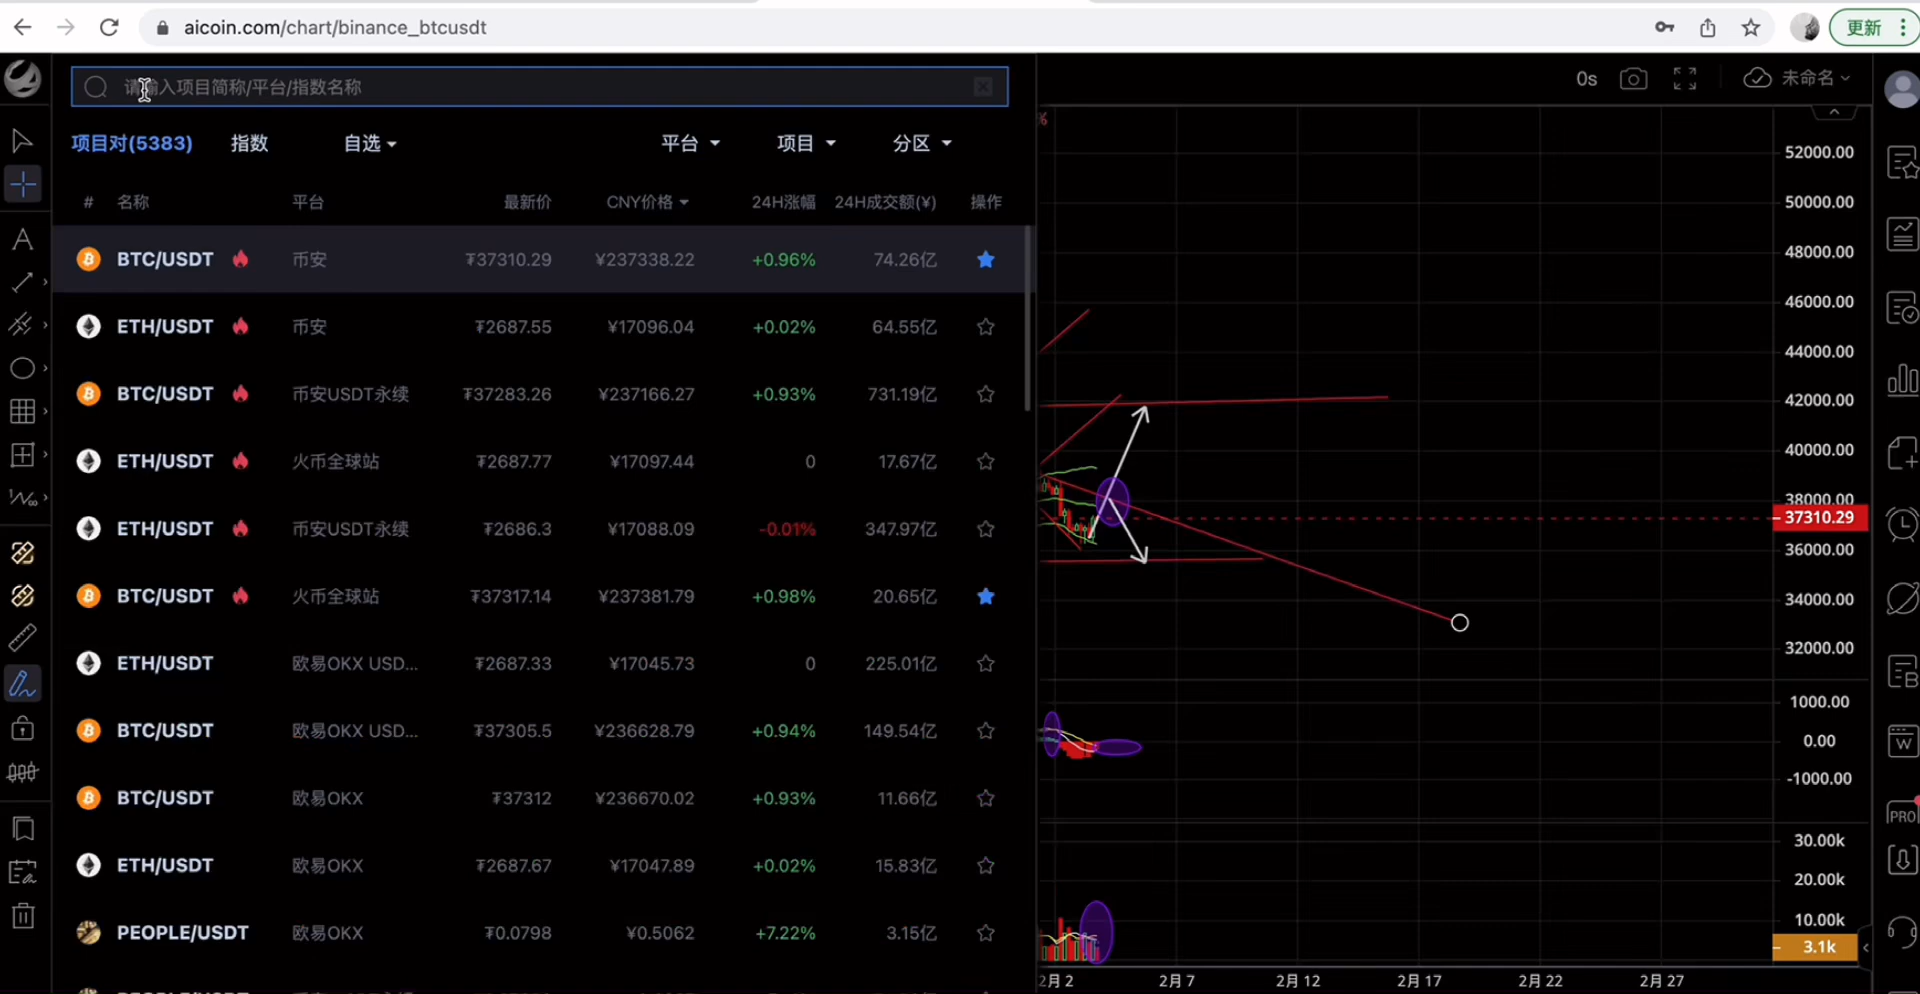 aicoin.com/chart/binance_btcusdt
更新
请输入项目简称/平台/指数名称
0s
未命名
项目对(5383) 指数 自选 平台 项目 分区
# 名称 平台 最新价 CNY价格 24H涨幅 24H成交额(¥) 操作
BTC/USDT 币安 ₮37310.29 ¥237338.22 +0.96% 74.26亿
ETH/USDT 币安 ₮2687.55 ¥17096.04 +0.02% 64.55亿
BTC/USDT 币安USDT永续 ₮37283.26 ¥237166.27 +0.93% 731.19亿
ETH/USDT 火币全球站 ₮2687.77 ¥17097.44 0 17.67亿
ETH/USDT 币安USDT永续 ₮2686.3 ¥17088.09 -0.01% 347.97亿
BTC/USDT 火币全球站 ₮37317.14 ¥237381.79 +0.98% 20.65亿
ETH/USDT 欧易OKX USD... ₮2687.33 ¥17045.73 0 225.01亿
BTC/USDT 欧易OKX USD... ₮37305.5 ¥236628.79 +0.94% 149.54亿
BTC/USDT 欧易OKX ₮37312 ¥236670.02 +0.93% 11.66亿
ETH/USDT 欧易OKX ₮2687.67 ¥17047.89 +0.02% 15.83亿
PEOPLE/USDT 欧易OKX ₮0.0798 ¥0.5062 +7.22% 3.15亿
%
52000.00
50000.00
48000.00
46000.00
44000.00
42000.00
40000.00
38000.00
37310.29
36000.00
34000.00
32000.00
1000.00
0.00
-1000.00
30.00k
20.00k
10.00k
3.1k
2月2 2月7 2月12 2月17 2月22 2月27
B
W
PRO